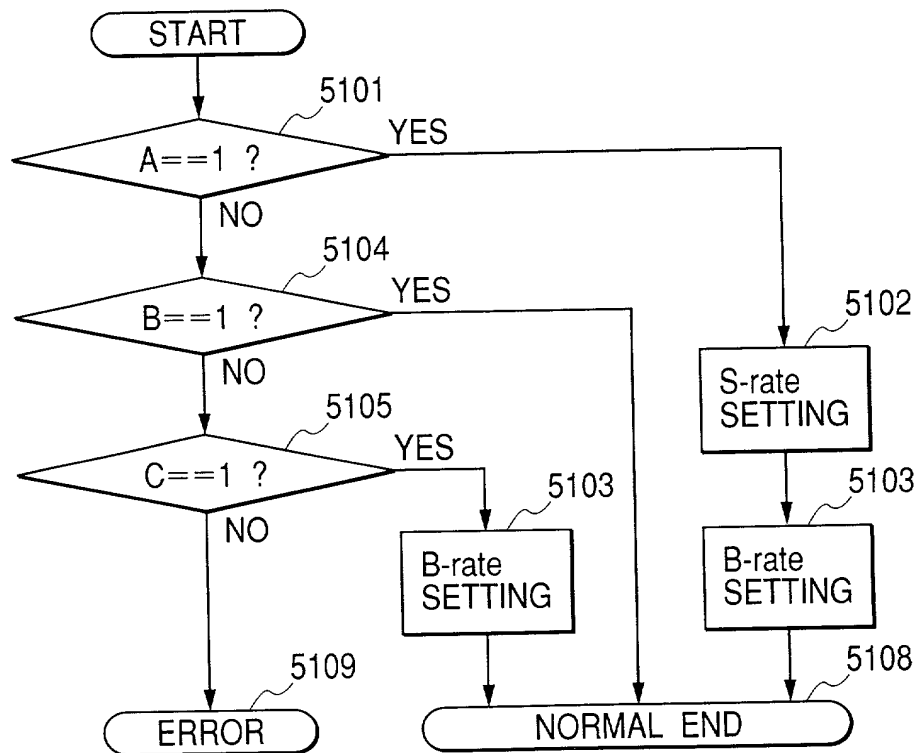 START
5101
A==1 ?
YES
NO
5104
B==1 ?
YES
NO
5102
S-rate
SETTING
5105
C==1 ?
YES
NO
5103
B-rate
SETTING
5103
B-rate
SETTING
5109
ERROR
5108
NORMAL END